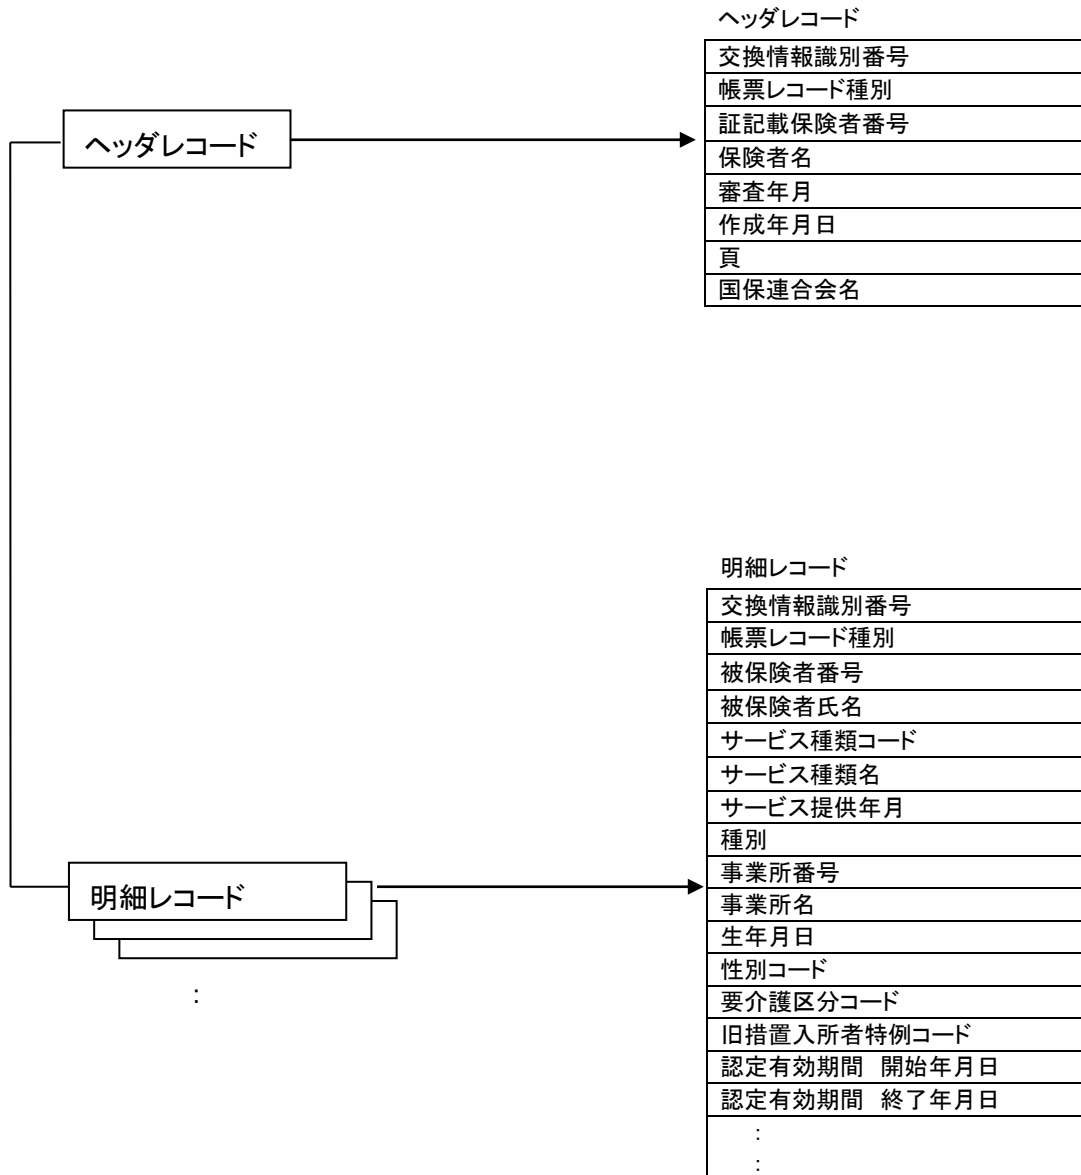 ヘッダレコード
交換情報識別番号
帳票レコード種別
証記載保険者番号
保険者名
審査年月
作成年月日
頁
国保連合会名
ヘッダレコード
明細レコード
交換情報識別番号
帳票レコード種別
被保険者番号
被保険者氏名
サービス種類コード
サービス種類名
サービス提供年月
種別
事業所番号
事業所名
生年月日
性別コード
要介護区分コード
旧措置入所者特例コード
認定有効期間　開始年月日
認定有効期間　終了年月日
:
:
明細レコード
: